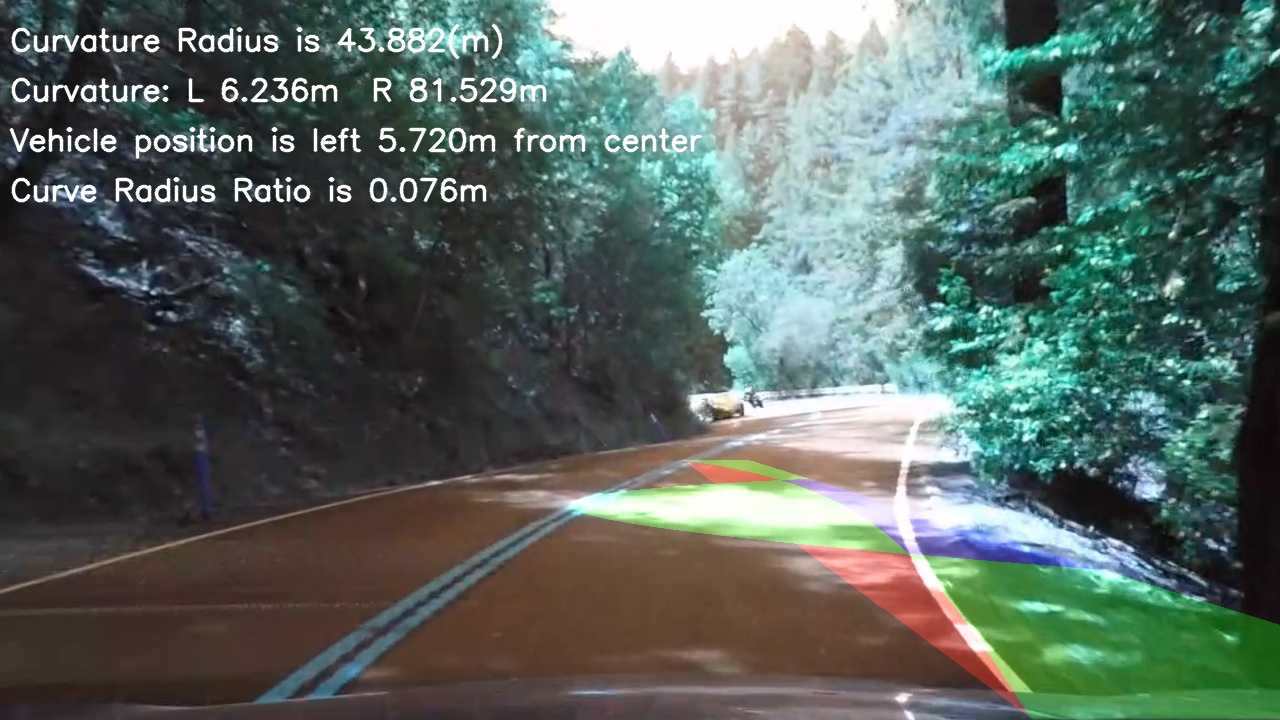 Curvature Radius is 43.882(m)
Curvature: L 6.236m R 81.529m
Vehicle position is left 5.720m from center
Curve Radius Ratio is 0.076m